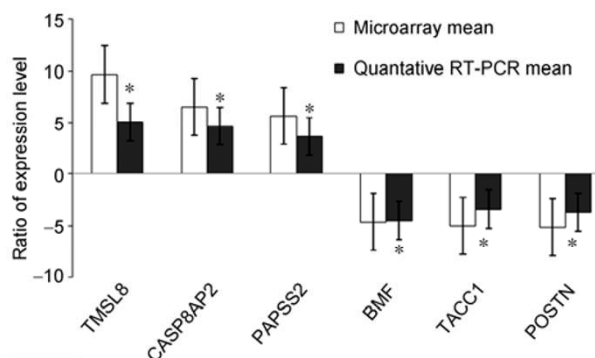 Ratio of expression level
15
10
5
0
−5
−10
Microarray mean
Quantative RT-PCR mean
*
*
*
*
*
*
TMSL8
CASP8AP2
PAPSS2
BMF
TACC1
POSTN